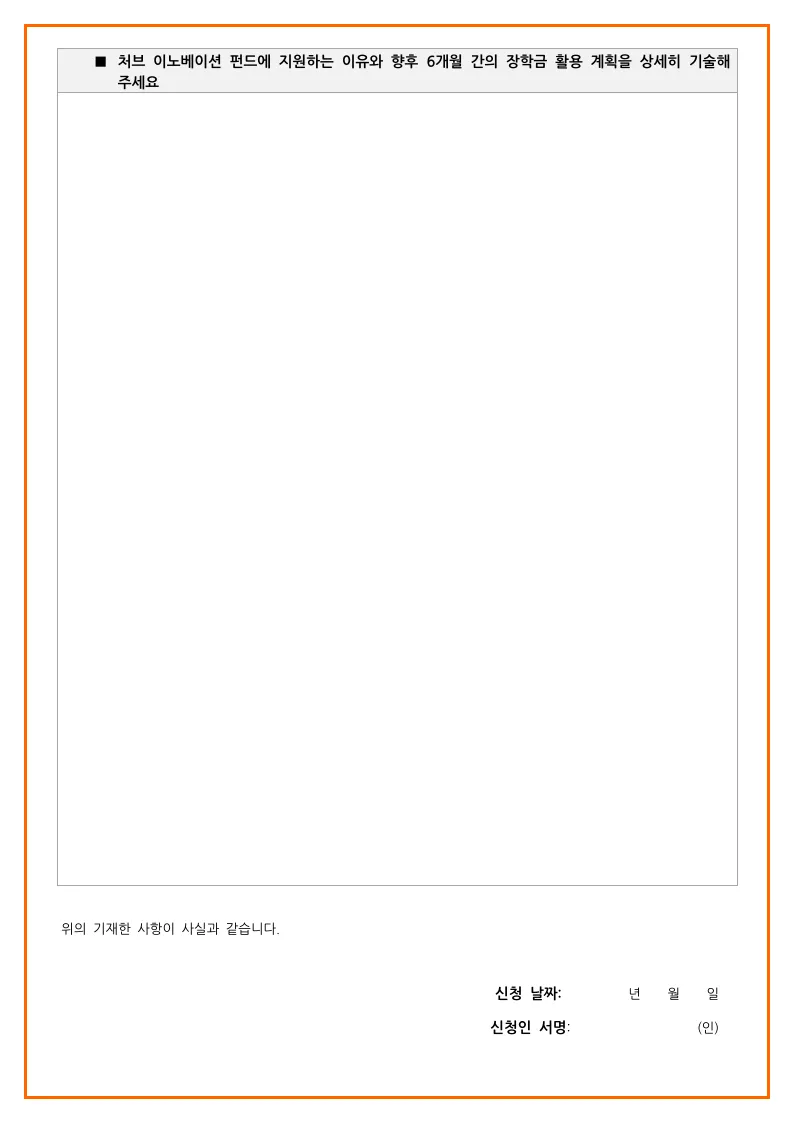 ■ 처브 이노베이션 펀드에 지원하는 이유와 향후 6개월 간의 장학금 활용 계획을 상세히 기술해
주세요
위의 기재한 사항이 사실과 같습니다.
신청 날짜: 년 월 일
신청인 서명: (인)